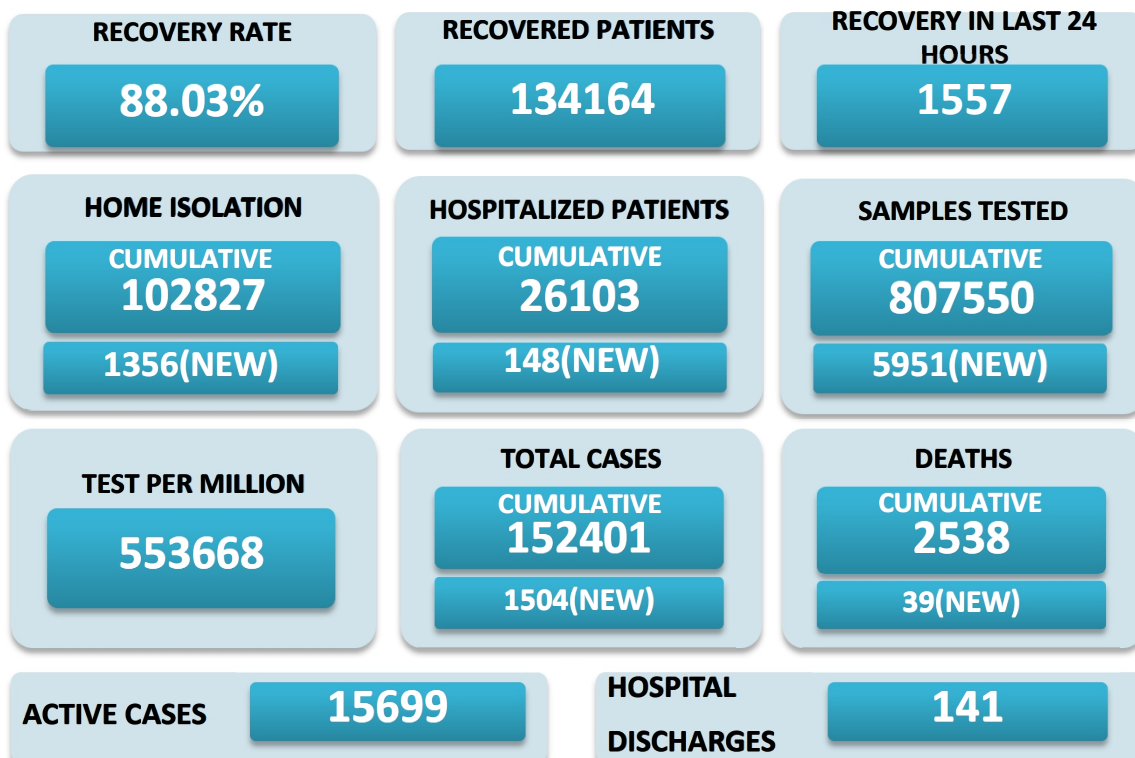 RECOVERY RATE
88.03%
RECOVERED PATIENTS
134164
RECOVERY IN LAST 24
HOURS
1557
HOME ISOLATION
CUMULATIVE
102827
1356(NEW)
HOSPITALIZED PATIENTS
CUMULATIVE
26103
148(NEW)
SAMPLES TESTED
CUMULATIVE
807550
5951(NEW)
TEST PER MILLION
553668
TOTAL CASES
CUMULATIVE
152401
1504(NEW)
DEATHS
CUMULATIVE
2538
39(NEW)
ACTIVE CASES
15699
HOSPITAL
DISCHARGES
141